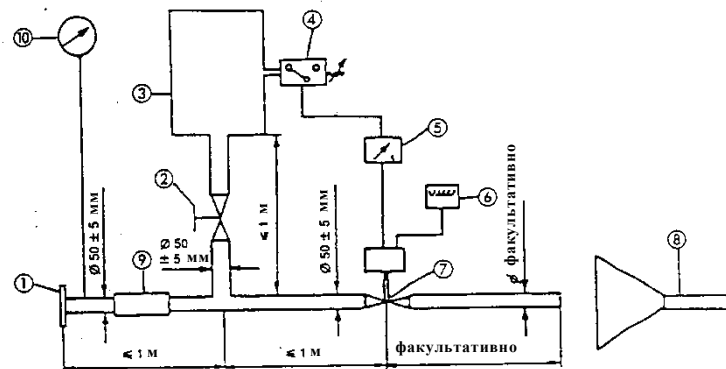 10
4
3
5
2
6
≤ 1 м
Ø 50 ± 5 мм
Ø 50
± 5 мм
Ø 50 ± 5 мм
ϕ факультативно
1
9
7
8
≤ 1 м
≤ 1 м
факультативно